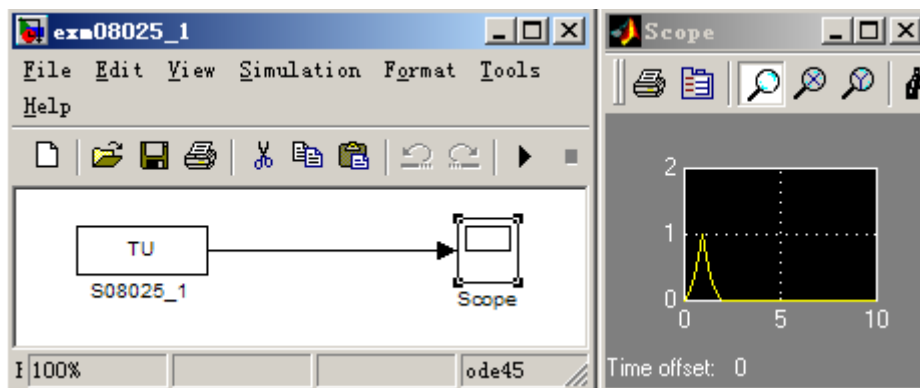 exm08025_1
File Edit View Simulation Format Tools
Help
TU
S08025_1
Scope
100%
ode45
Scope
2
1
0
0 5 10
Time offset: 0